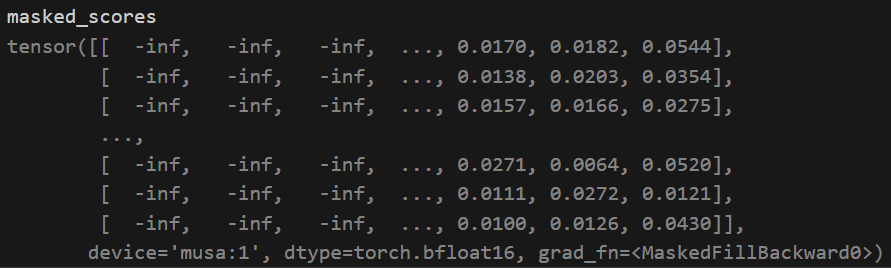 masked_scores
tensor([[  -inf,   -inf,   -inf,  ..., 0.0170, 0.0182, 0.0544],
        [  -inf,   -inf,   -inf,  ..., 0.0138, 0.0203, 0.0354],
        [  -inf,   -inf,   -inf,  ..., 0.0157, 0.0166, 0.0275],
        ...,
        [  -inf,   -inf,   -inf,  ..., 0.0271, 0.0064, 0.0520],
        [  -inf,   -inf,   -inf,  ..., 0.0111, 0.0272, 0.0121],
        [  -inf,   -inf,   -inf,  ..., 0.0100, 0.0126, 0.0430]],
       device='musa:1', dtype=torch.bfloat16, grad_fn=<MaskedFillBackward0>)